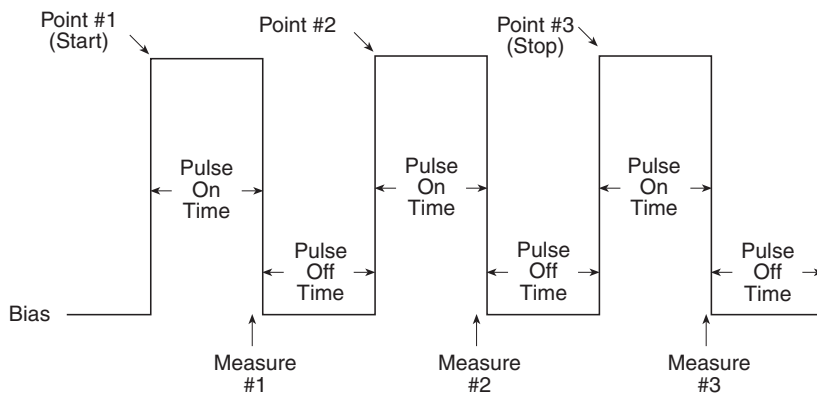 Point #1
(Start)
Point #2
Point #3
(Stop)
Pulse
On
Time
Pulse
On
Time
Pulse
On
Time
Pulse
Off
Time
Pulse
Off
Time
Pulse
Off
Time
Bias
Measure
#1
Measure
#2
Measure
#3